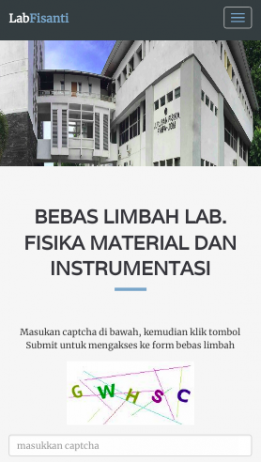 LabFisanti
BEBAS LIMBAH LAB.
FISIKA MATERIAL DAN
INSTRUMENTASI
Masukan captcha di bawah, kemudian klik tombol
Submit untuk mengakses ke form bebas limbah
G W H S C
masukkan captcha